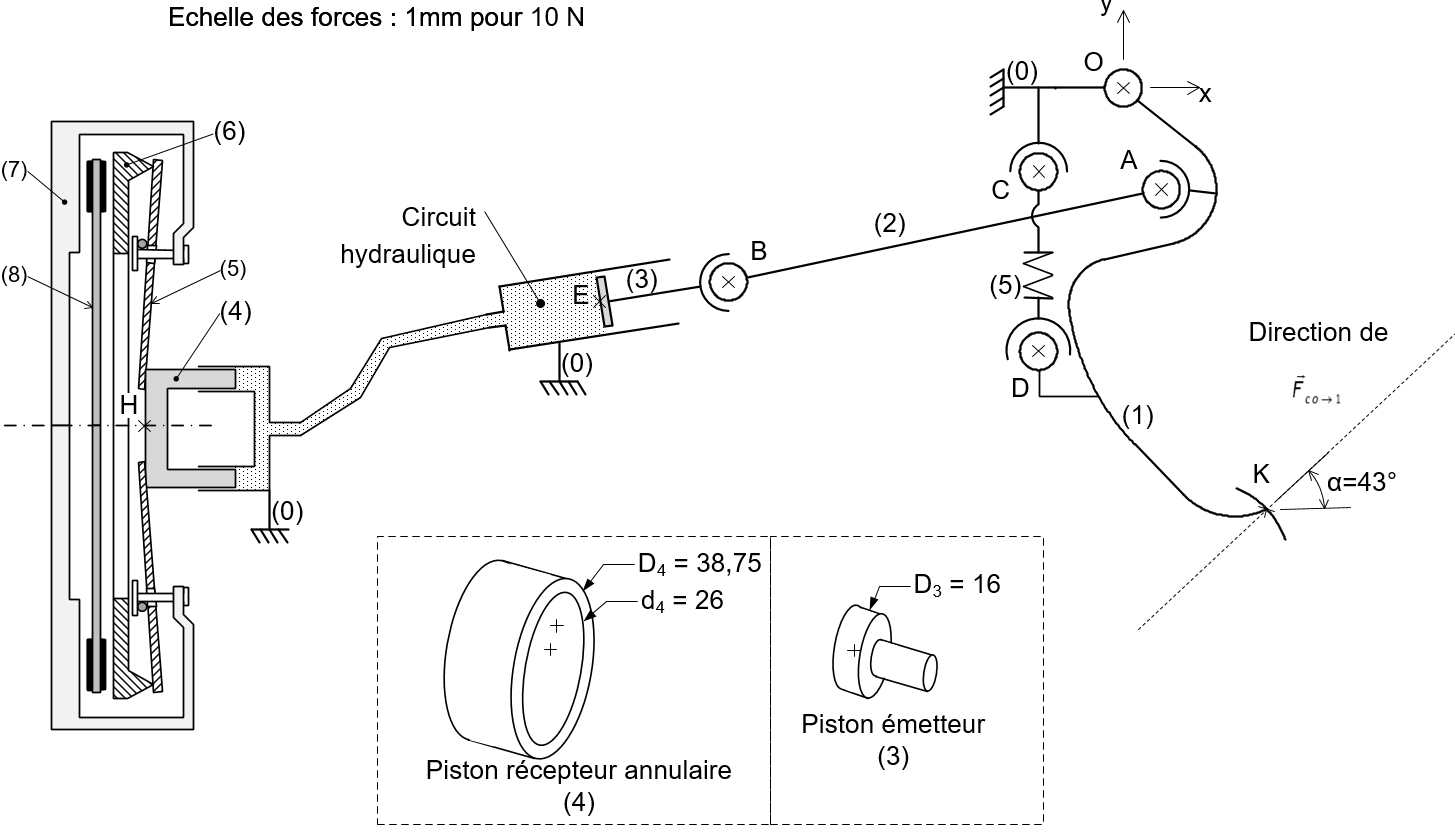 Echelle des forces : 1mm pour 10 N
y
O
x
(0)
(6)
(7)
A
C
Circuit
hydraulique
(2)
B
(8)
(5)
(3)
E
(5)
(4)
Direction de
(0)
D
F⃗ co→1
H
(1)
K
α=43°
(0)
D4 = 38,75
d4 = 26
D3 = 16
Piston émetteur
(3)
Piston récepteur annulaire
(4)